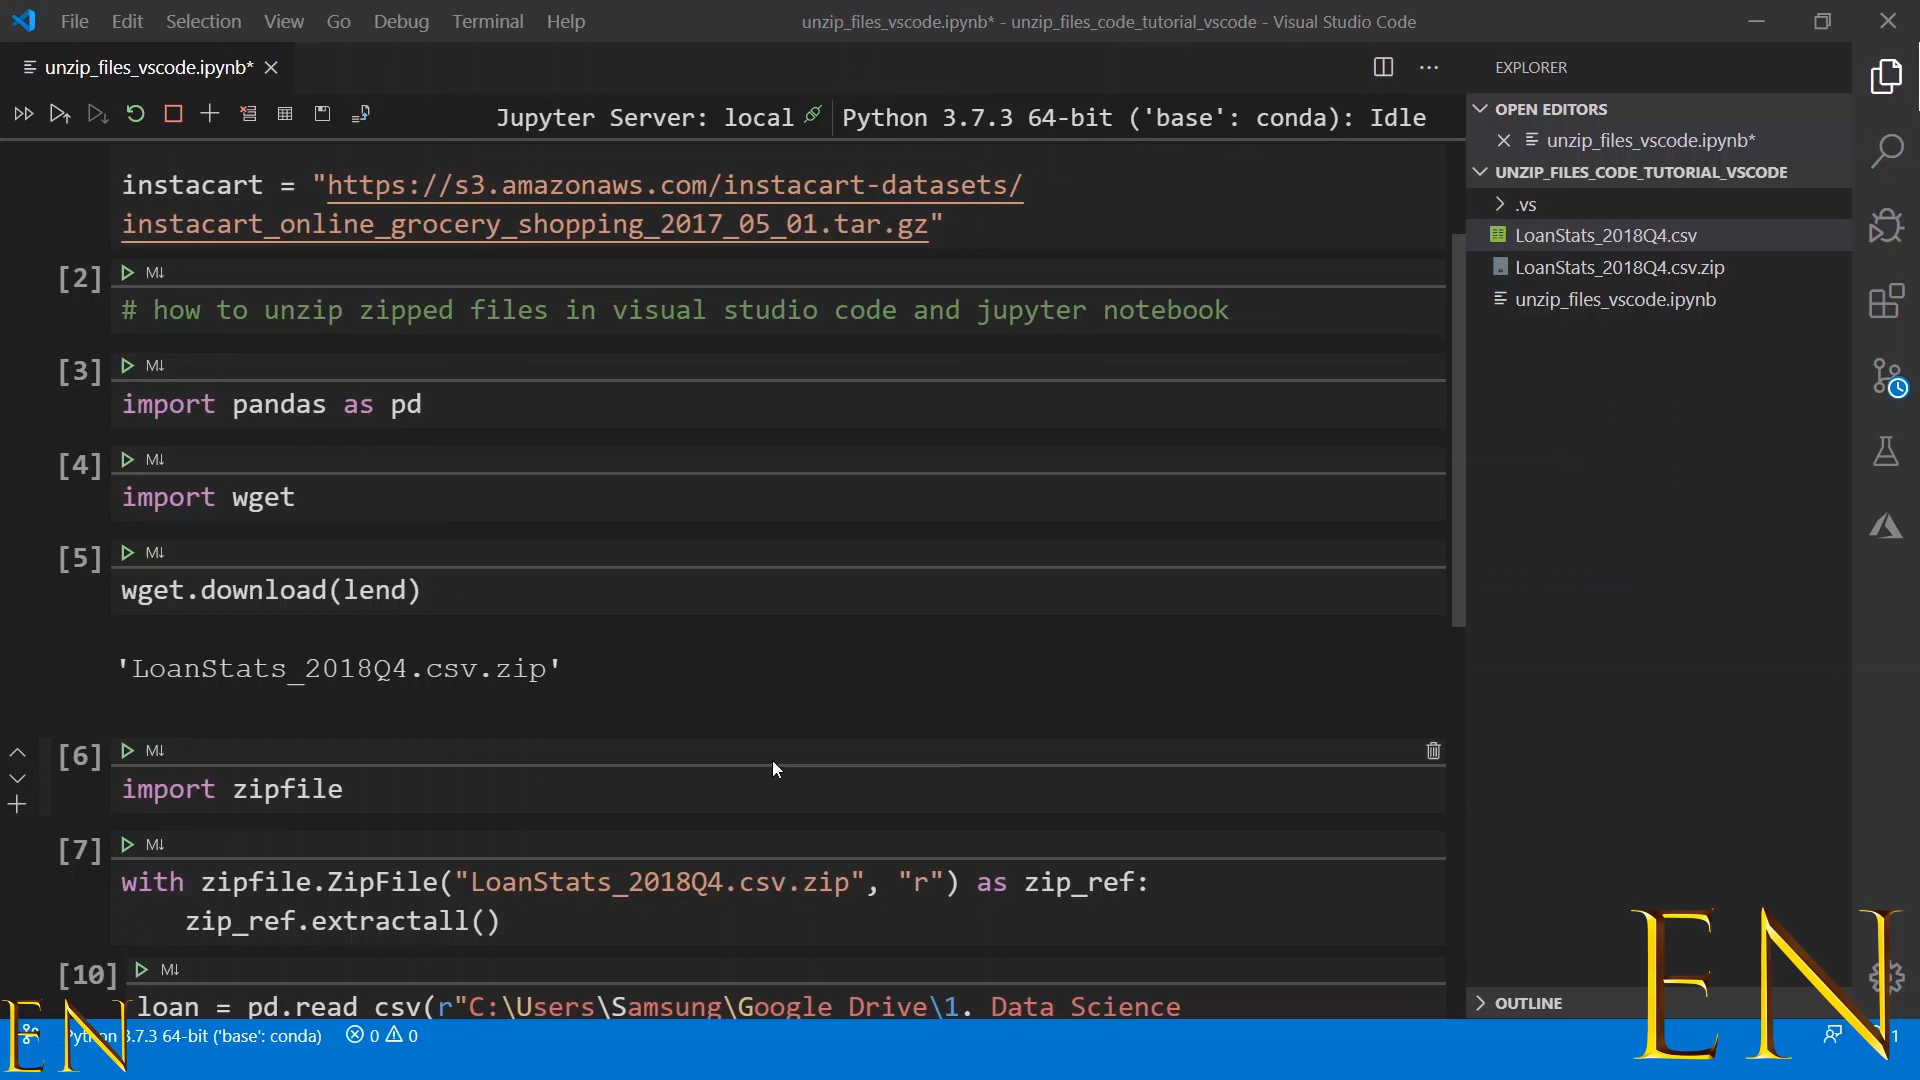 File Edit Selection View Go Debug Terminal Help
unzip_files_vscode.ipynb* - unzip_files_code_tutorial_vscode - Visual Studio Code
unzip_files_vscode.ipynb*
Jupyter Server: local
Python 3.7.3 64-bit ('base': conda): Idle
instacart = "https://s3.amazonaws.com/instacart-datasets/
instacart_online_grocery_shopping_2017_05_01.tar.gz"
[2] M↓
# how to unzip zipped files in visual studio code and jupyter notebook
[3] M↓
import pandas as pd
[4] M↓
import wget
[5] M↓
wget.download(lend)
'LoanStats_2018Q4.csv.zip'
[6] M↓
import zipfile
[7] M↓
with zipfile.ZipFile("LoanStats_2018Q4.csv.zip", "r") as zip_ref:
zip_ref.extractall()
[10] M↓
loan = pd.read_csv(r"C:\Users\Samsung\Google Drive\1. Data Science
EXPLORER
OPEN EDITORS
unzip_files_vscode.ipynb*
UNZIP_FILES_CODE_TUTORIAL_VSCODE
.vs
LoanStats_2018Q4.csv
LoanStats_2018Q4.csv.zip
unzip_files_vscode.ipynb
OUTLINE
Python 3.7.3 64-bit ('base': conda) 0 0
1
EN
EN